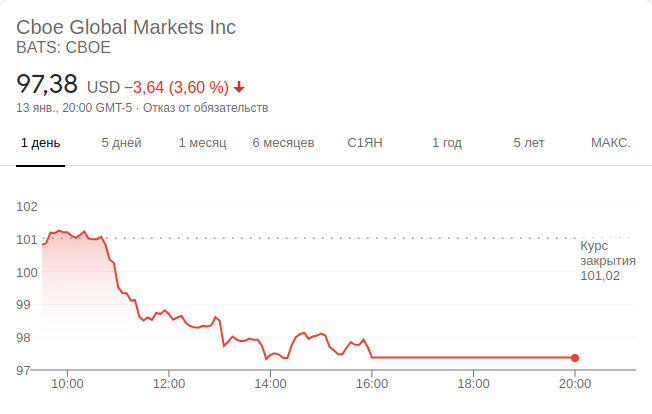 Cboe Global Markets Inc
BATS: CBOE
97,38 USD −3,64 (3,60 %)
13 янв., 20:00 GMT-5 · Отказ от обязательств
1 день 5 дней 1 месяц 6 месяцев С1ЯН 1 год 5 лет МАКС.
102
101
Курс
закрытия
101,02
100
99
98
97
10:00 12:00 14:00 16:00 18:00 20:00